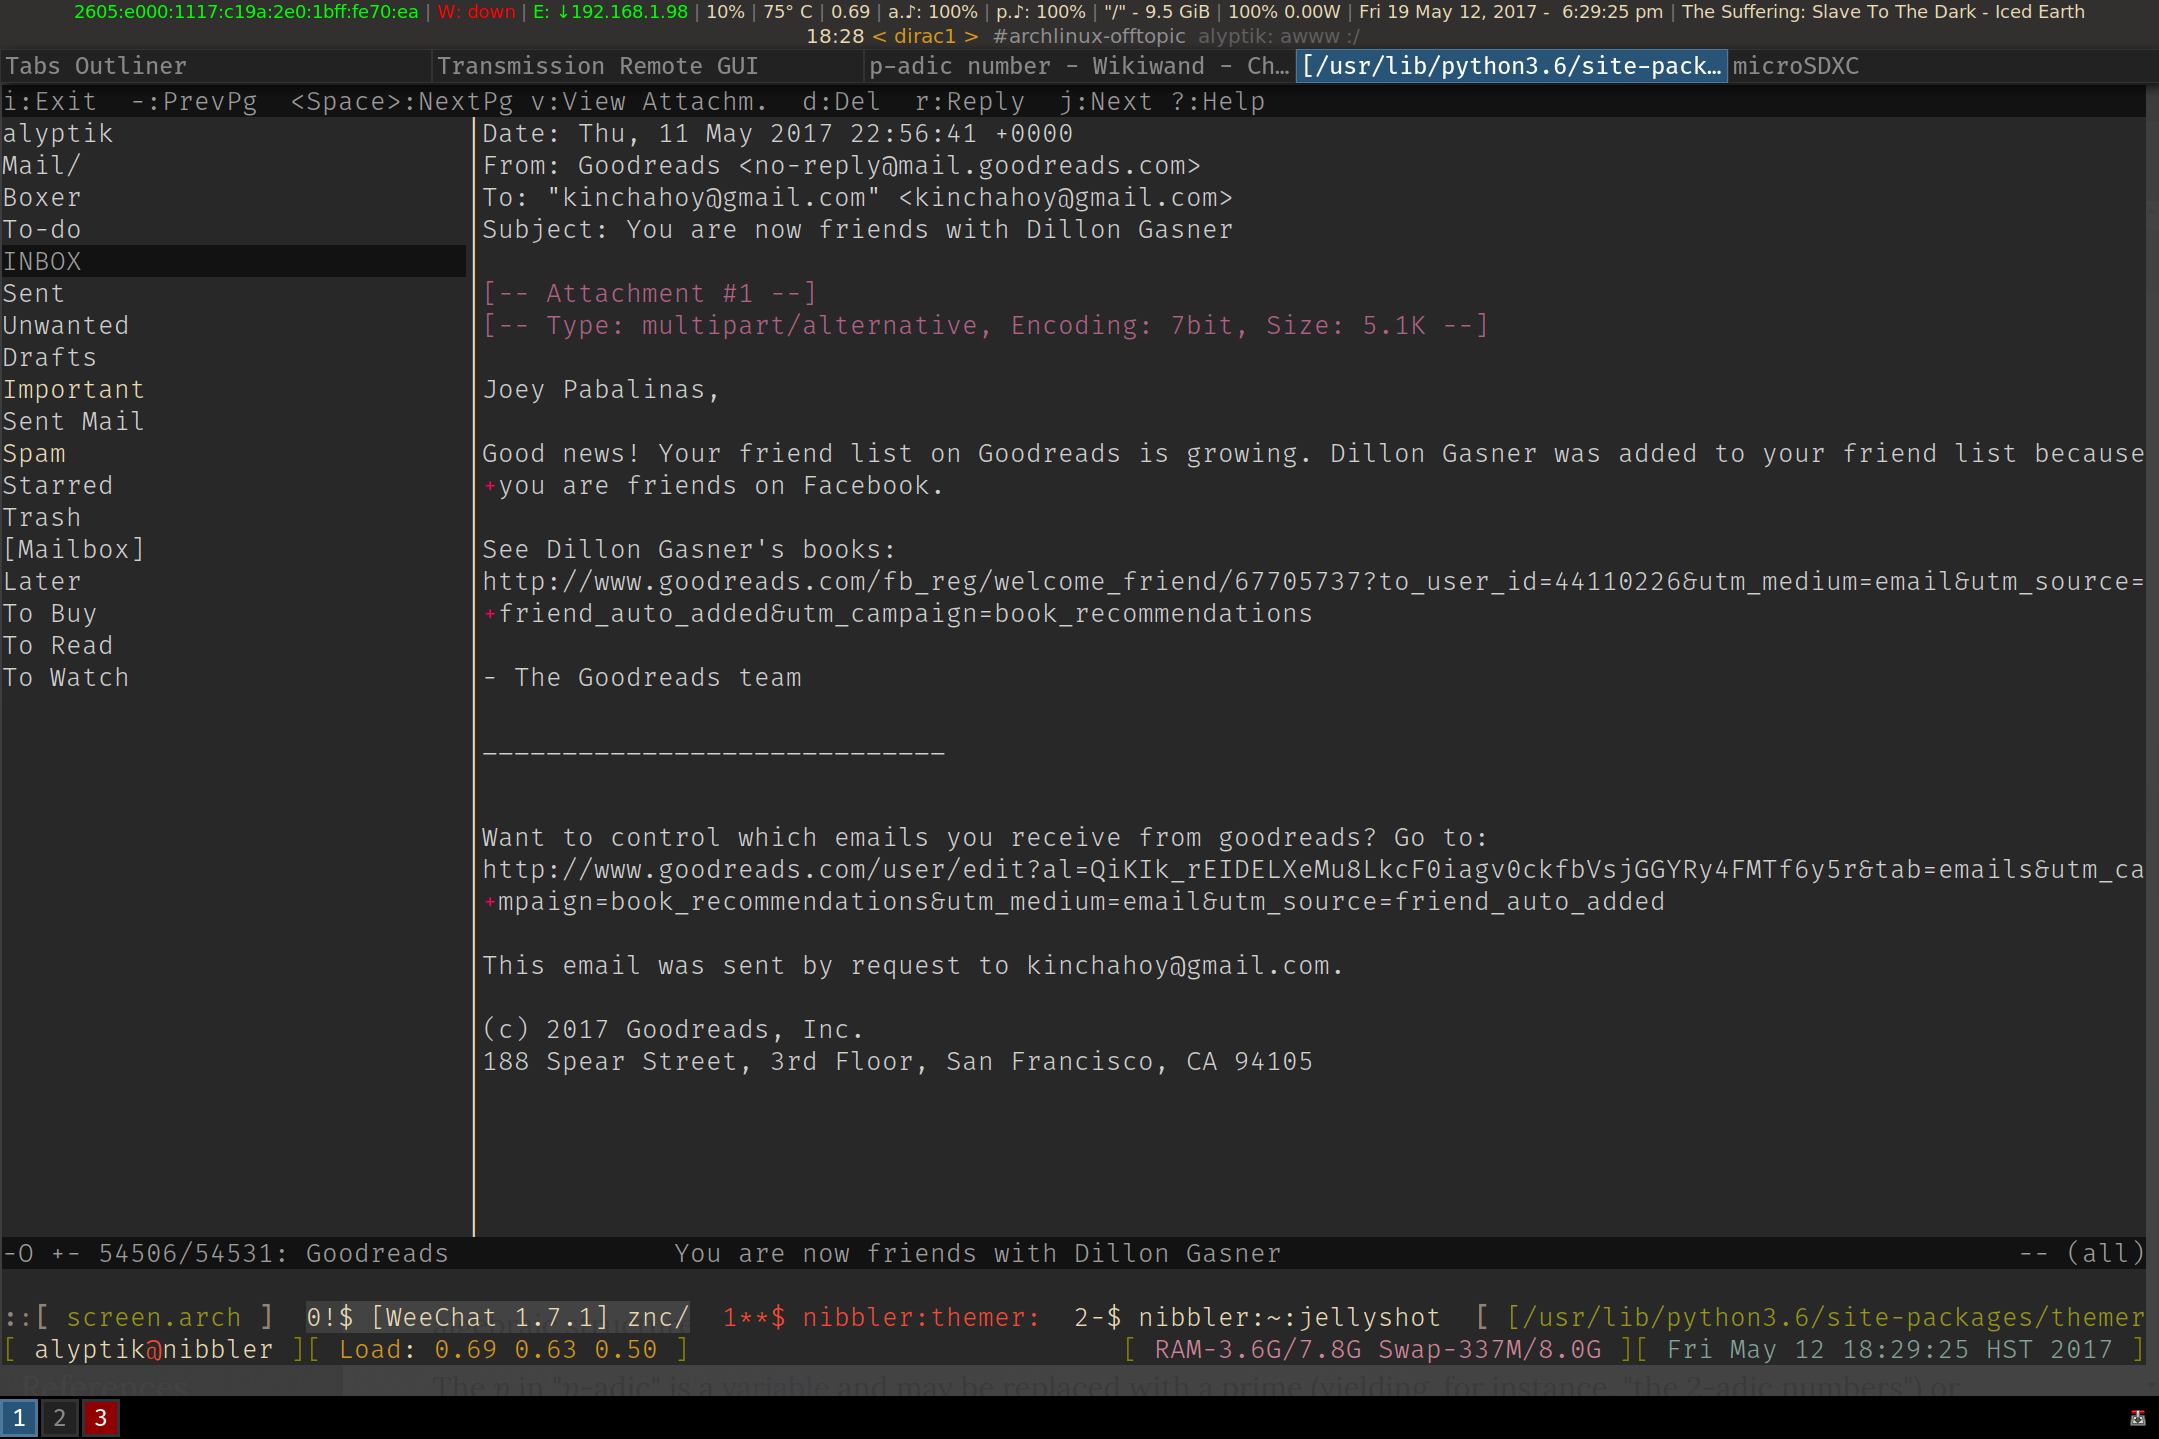 2605:e000:1117:c19a:2e0:1bff:fe70:ea | W: down | E: ↓192.168.1.98 | 10% | 75° C | 0.69 | a.♪: 100% | p.♪: 100% | "/" - 9.5 GiB | 100% 0.00W | Fri 19 May 12, 2017 - 6:29:25 pm | The Suffering: Slave To The Dark - Iced Earth
18:28 < dirac1 > #archlinux-offtopic alyptik: awww :/
Tabs Outliner
Transmission Remote GUI
p-adic number - Wikiwand - Ch…
[/usr/lib/python3.6/site-pack…
microSDXC
i:Exit -:PrevPg <Space>:NextPg v:View Attachm. d:Del r:Reply j:Next ?:Help
alyptik
Mail/
Boxer
To-do
INBOX
Sent
Unwanted
Drafts
Important
Sent Mail
Spam
Starred
Trash
[Mailbox]
Later
To Buy
To Read
To Watch
Date: Thu, 11 May 2017 22:56:41 +0000
From: Goodreads <no-reply@mail.goodreads.com>
To: "kinchahoy@gmail.com" <kinchahoy@gmail.com>
Subject: You are now friends with Dillon Gasner
[-- Attachment #1 --]
[-- Type: multipart/alternative, Encoding: 7bit, Size: 5.1K --]
Joey Pabalinas,
Good news! Your friend list on Goodreads is growing. Dillon Gasner was added to your friend list because
+you are friends on Facebook.
See Dillon Gasner's books:
http://www.goodreads.com/fb_reg/welcome_friend/67705737?to_user_id=44110226&utm_medium=email&utm_source=
+friend_auto_added&utm_campaign=book_recommendations
- The Goodreads team
_____________________________
Want to control which emails you receive from goodreads? Go to:
http://www.goodreads.com/user/edit?al=QiKIk_rEIDELXeMu8LkcF0iagv0ckfbVsjGGYRy4FMTf6y5r&tab=emails&utm_ca
+mpaign=book_recommendations&utm_medium=email&utm_source=friend_auto_added
This email was sent by request to kinchahoy@gmail.com.
(c) 2017 Goodreads, Inc.
188 Spear Street, 3rd Floor, San Francisco, CA 94105
-O +- 54506/54531: Goodreads You are now friends with Dillon Gasner -- (all)
::[ screen.arch ] 0!$ [WeeChat 1.7.1] znc/ 1**$ nibbler:themer: 2-$ nibbler:~:jellyshot [ [/usr/lib/python3.6/site-packages/themer
[ alyptik@nibbler ][ Load: 0.69 0.63 0.50 ] [ RAM-3.6G/7.8G Swap-337M/8.0G ][ Fri May 12 18:29:25 HST 2017 ]
References
The p in "p-adic" is a variable and may be replaced with a prime (yielding, for instance, "the 2-adic numbers") or
1 2 3